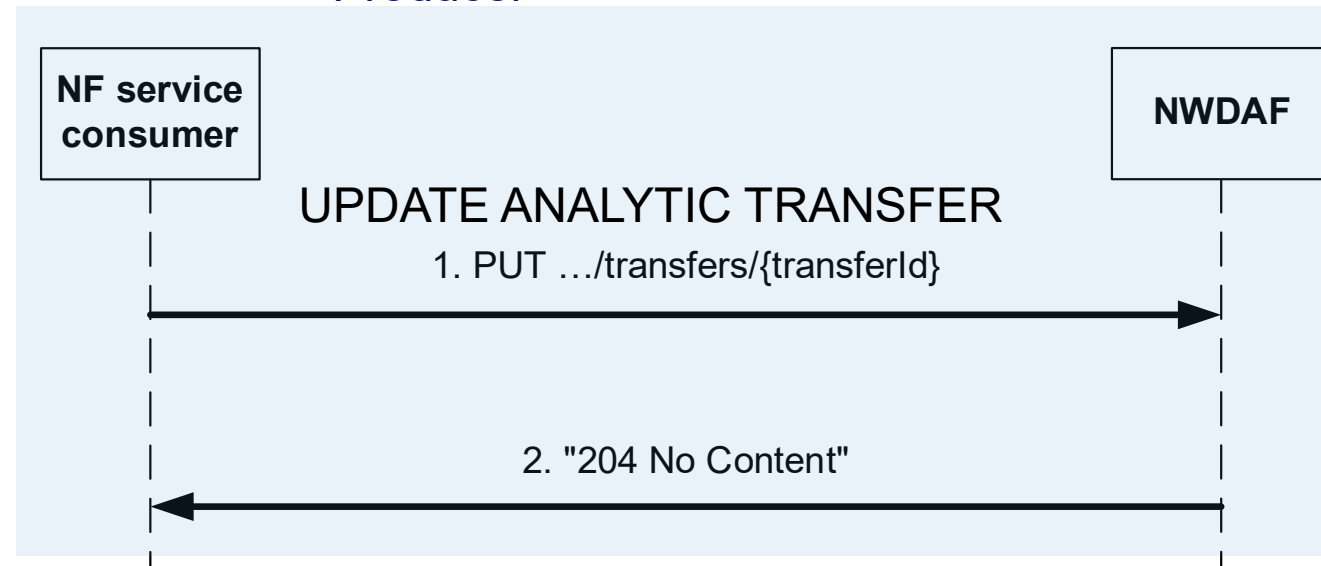 NF service
consumer
NWDAF
UPDATE ANALYTIC TRANSFER
1. PUT …/transfers/{transferId}
2. "204 No Content"